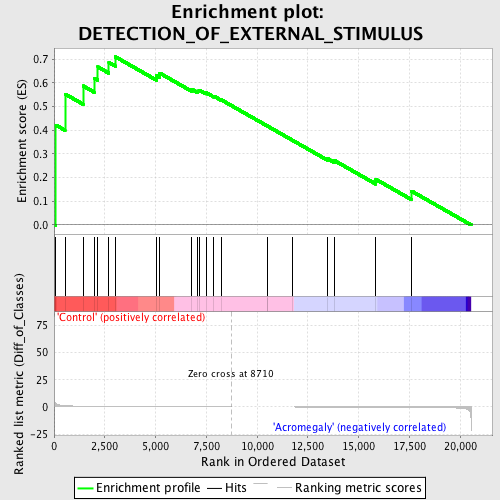 Enrichment plot:
DETECTION_OF_EXTERNAL_STIMULUS
Enrichment score (ES)
0.7
0.6
0.5
0.4
0.3
0.2
0.1
0.0
Ranked list metric (Diff_of_Classes)
75
50
25
0
-25
'Control' (positively correlated)
Zero cross at 8710
'Acromegaly' (negatively correlated)
0 2,500 5,000 7,500 10,000 12,500 15,000 17,500 20,000
Rank in Ordered Dataset
Enrichment profile Hits Ranking metric scores